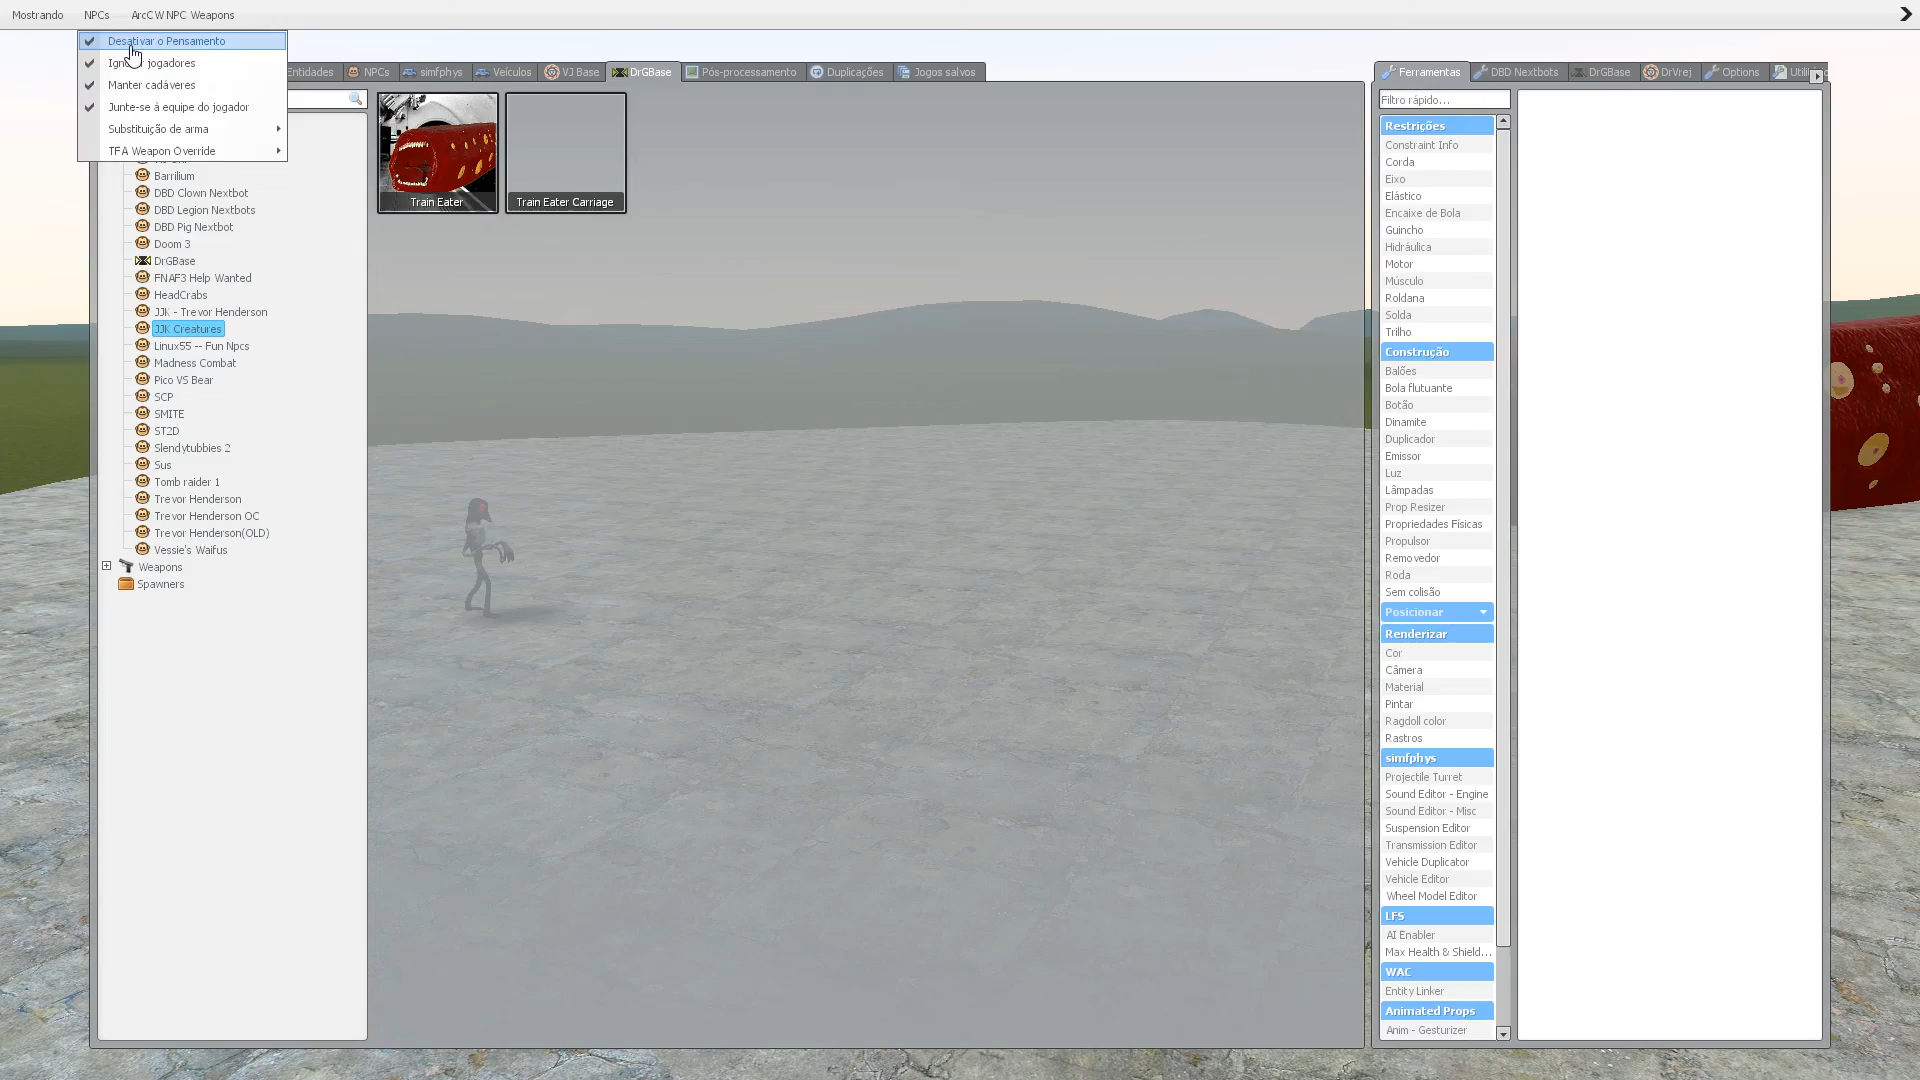 Mostrando NPCs ArcCW NPC Weapons
Desativar o Pensamento
jogadores
Manter cadáveres
Junte-se á equipe do jogador
Substituição de arma
TFA Weapon Override
Entidades NPCs simfphys Veículos VJ Base DrGBase Pós-processamento Duplicações Jogos salvos
Barrilium
DBD Clown Nextbot
DBD Legion Nextbots
DBD Pig Nextbot
Doom 3
DrGBase
FNAF3 Help Wanted
HeadCrabs
JJK - Trevor Henderson
JJK Creatures
Linux55 -- Fun Npcs
Madness Combat
Pico VS Bear
SCP
SMITE
ST2D
Slendytubbies 2
Sus
Tomb raider 1
Trevor Henderson
Trevor Henderson OC
Trevor Henderson(OLD)
Vessie's Waifus
Weapons
Spawners
Train Eater
Train Eater Carriage
Ferramentas DBD Nextbots DrGBase DrVrej Options
Filtro rápido...
Restrições
Constraint Info
Corda
Eixo
Elástico
Encaixe de Bola
Guincho
Hidráulica
Motor
Músculo
Roldana
Solda
Trilho
Construção
Balões
Bola flutuante
Botão
Dinamite
Duplicador
Emissor
Luz
Lâmpadas
Prop Resizer
Propriedades Físicas
Propulsor
Removedor
Roda
Sem colisão
Posicionar
Renderizar
Cor
Câmera
Material
Pintar
Ragdoll color
Rastros
simfphys
Projectile Turret
Sound Editor - Engine
Sound Editor - Misc
Suspension Editor
Transmission Editor
Vehicle Duplicator
Vehicle Editor
Wheel Model Editor
LFS
AI Enabler
Max Health & Shield...
WAC
Entity Linker
Animated Props
Anim - Gesturizer